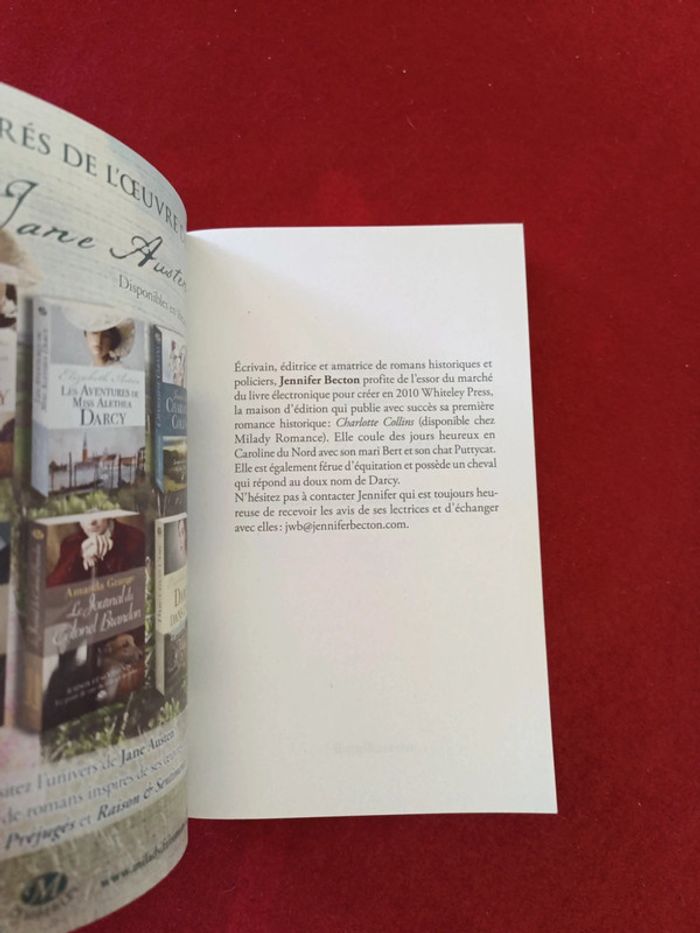 RÉS DE L'ŒUVRE
Jane Austen
Disponibles en
Elizabeth Aston
LES AVENTURES DE
MISS ALETHEA
DARCY
Amanda Grange
Le Journal du
Colonel Brandon
sitez l'univers de Jane Austen
de romans inspirés de ses
Préjugés et Raison & Sentiments
M
Écrivain, éditrice et amatrice de romans historiques et
policiers, Jennifer Becton profite de l'essor du marché
du livre électronique pour créer en 2010 Whiteley Press,
la maison d'édition qui publie avec succès sa première
romance historique : Charlotte Collins (disponible chez
Milady Romance). Elle coule des jours heureux en
Caroline du Nord avec son mari Bert et son chat Puttycat.
Elle est également férue d'équitation et possède un cheval
qui répond au doux nom de Darcy.
N'hésitez pas à contacter Jennifer qui est toujours heu-
reuse de recevoir les avis de ses lectrices et d'échanger
avec elles : jwb@jenniferbecton.com.